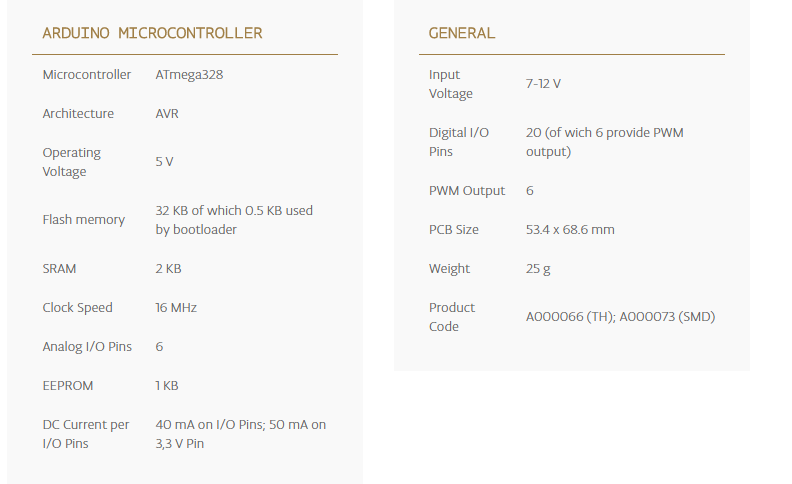 ARDUINO MICROCONTROLLER
Microcontroller ATmega328
Architecture AVR
Operating
Voltage
5 V
Flash memory
32 KB of which 0.5 KB used
by bootloader
SRAM 2 KB
Clock Speed 16 MHz
Analog I/O Pins 6
EEPROM 1 KB
DC Current per
I/O Pins
40 mA on I/O Pins; 50 mA on
3,3 V Pin
GENERAL
Input
Voltage
7-12 V
Digital I/O
Pins
20 (of wich 6 provide PWM
output)
PWM Output 6
PCB Size 53.4 x 68.6 mm
Weight 25 g
Product
Code
A000066 (TH); A000073 (SMD)